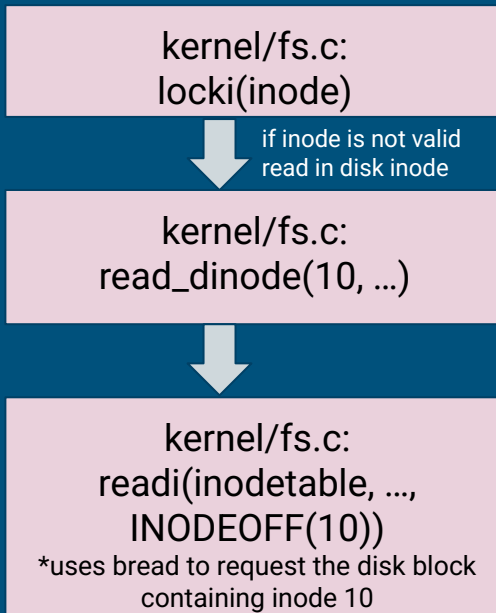 kernel/fs.c:
locki(inode)
if inode is not valid
read in disk inode
kernel/fs.c:
read_dinode(10, …)
kernel/fs.c:
readi(inodetable, …,
INODEOFF(10))
*uses bread to request the disk block
containing inode 10